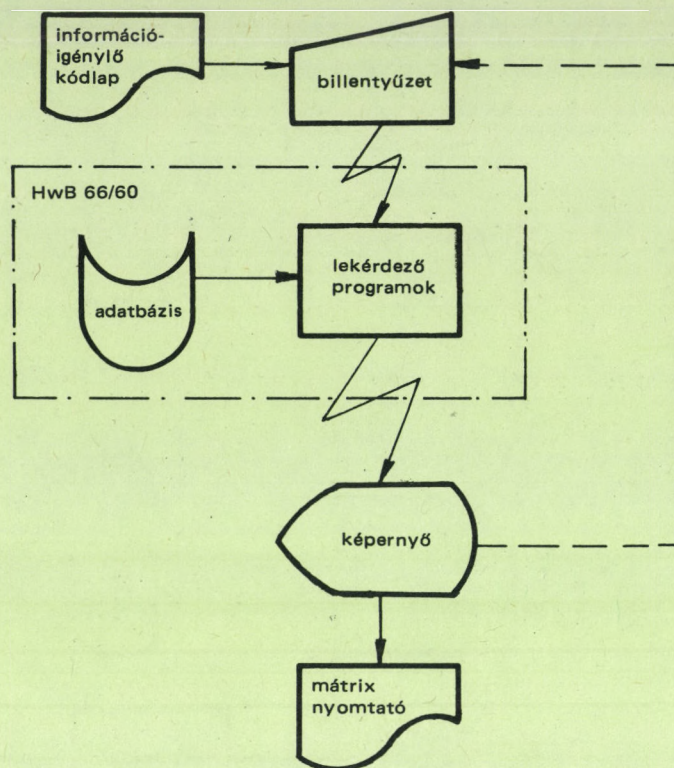 információ-
igénylő
kódlap
billentyűzet
HwB 66/60
adatbázis
lekérdező
programok
képernyő
mátrix
nyomtató